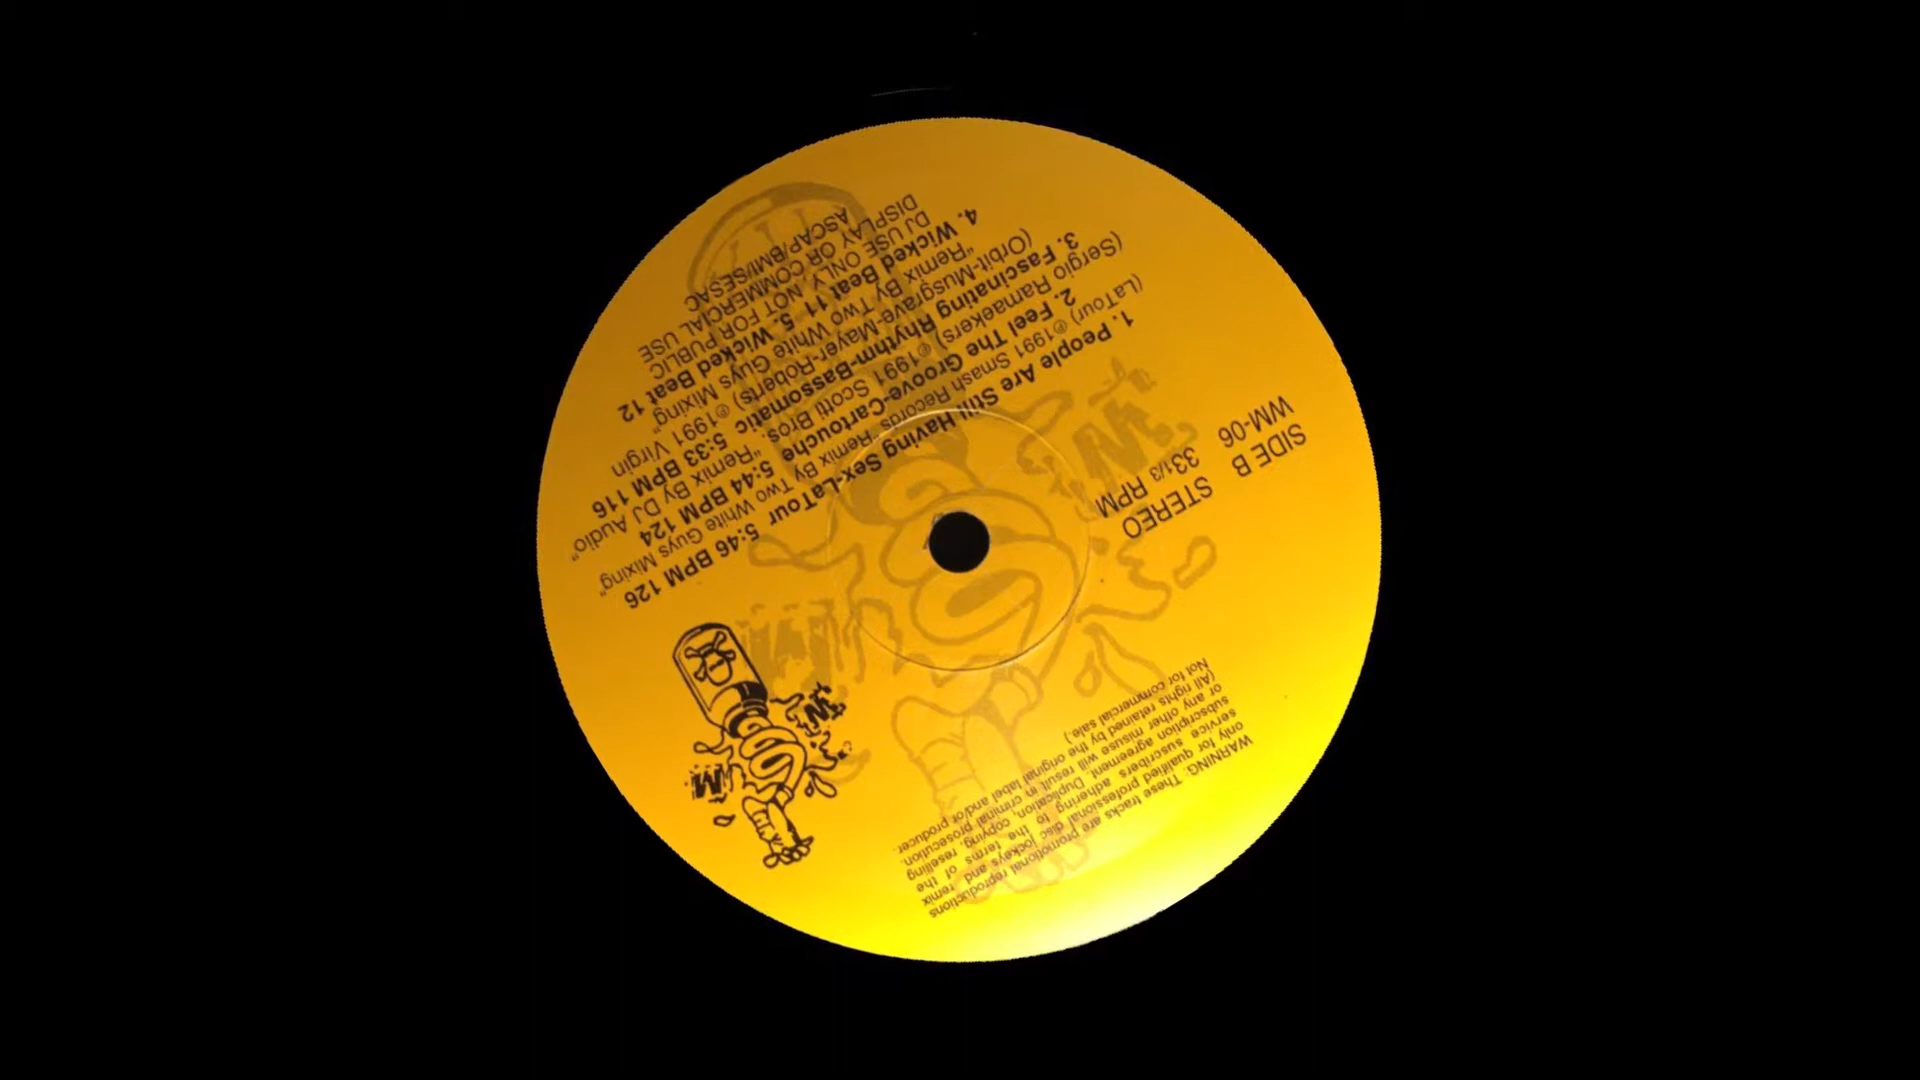 WM-06
SIDE B
STEREO
33 1/3 RPM
1. People Are Still Having Sex-LaTour 5:46 BPM 126
(LaTour) ℗1991 Smash Records "Remix By Two White Guys Mixing"
2. Feel The Groove-Cartouche 5:44 BPM 124
(Sergio Ramaekers) ℗1991 Scotti Bros. "Remix By DJ Audio"
3. Fascinating Rhythm-Bassomatic 5:33 BPM 116
(Orbit-Musgrave-Mayer-Roberts) ℗1991 Virgin
"Remix By Two White Guys Mixing"
4. Wicked Beat 11 5. Wicked Beat 12
DJ USE ONLY, NOT FOR PUBLIC
DISPLAY OR COMMERCIAL USE
ASCAP/BMI/SESAC
WM
WM
WARNING: These tracks are promotional reproductions
only for qualified professional disc jockeys and remix
service suscribers adhering to the terms of the
subscription agreement. Duplication, copying, reselling
or any other misuse will result in criminal prosecution.
(All rights retained by the original label and/or producer.
Not for commercial sale.)